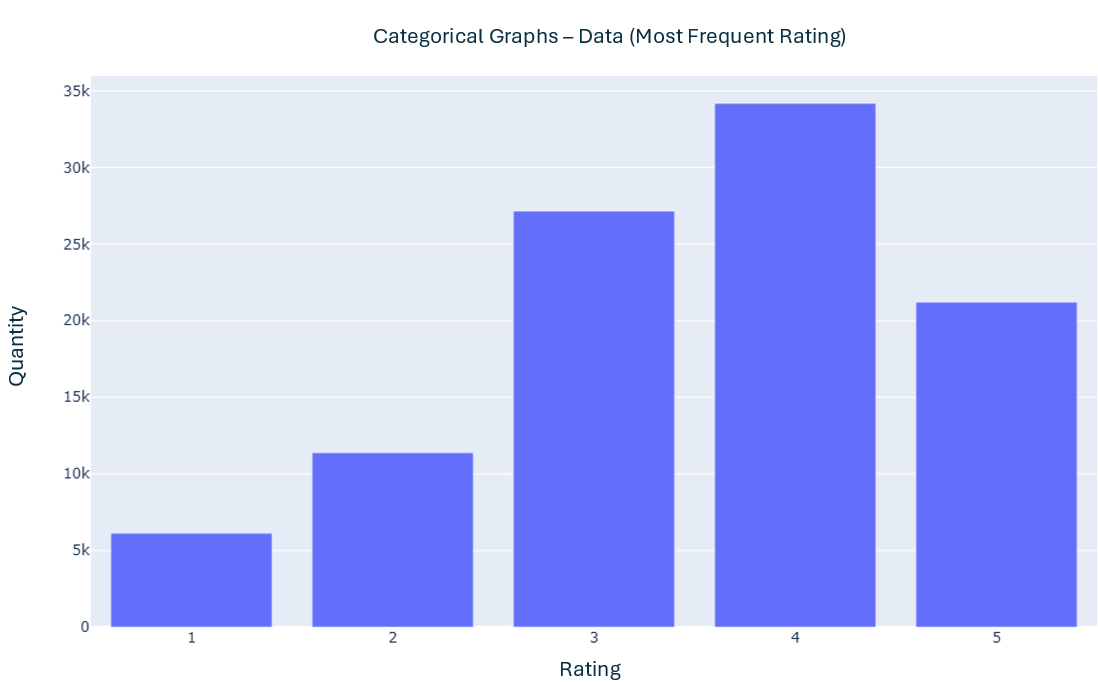 Categorical Graphs – Data (Most Frequent Rating)
35k
30k
25k
20k
15k
10k
5k
0
Quantity
1 2 3 4 5
Rating